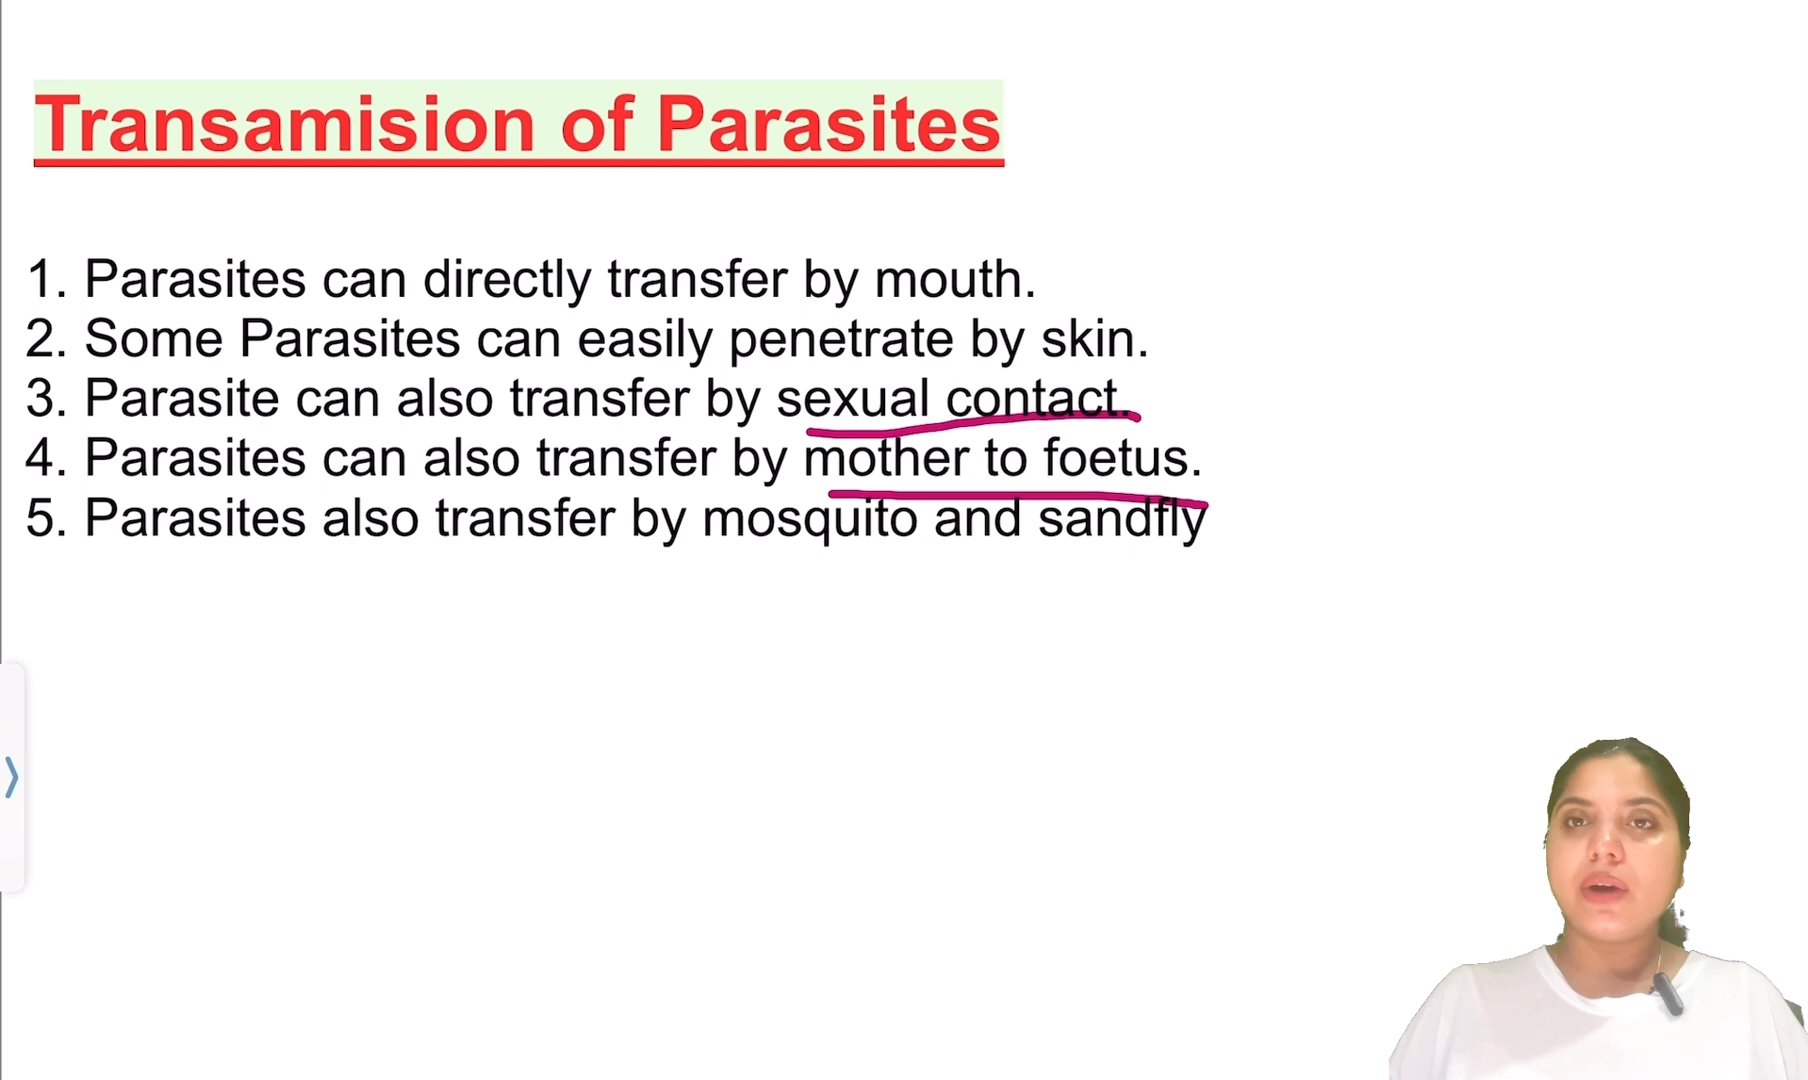 Transamision of Parasites
1. Parasites can directly transfer by mouth.
2. Some Parasites can easily penetrate by skin.
3. Parasite can also transfer by sexual contact.
4. Parasites can also transfer by mother to foetus.
5. Parasites also transfer by mosquito and sandfly